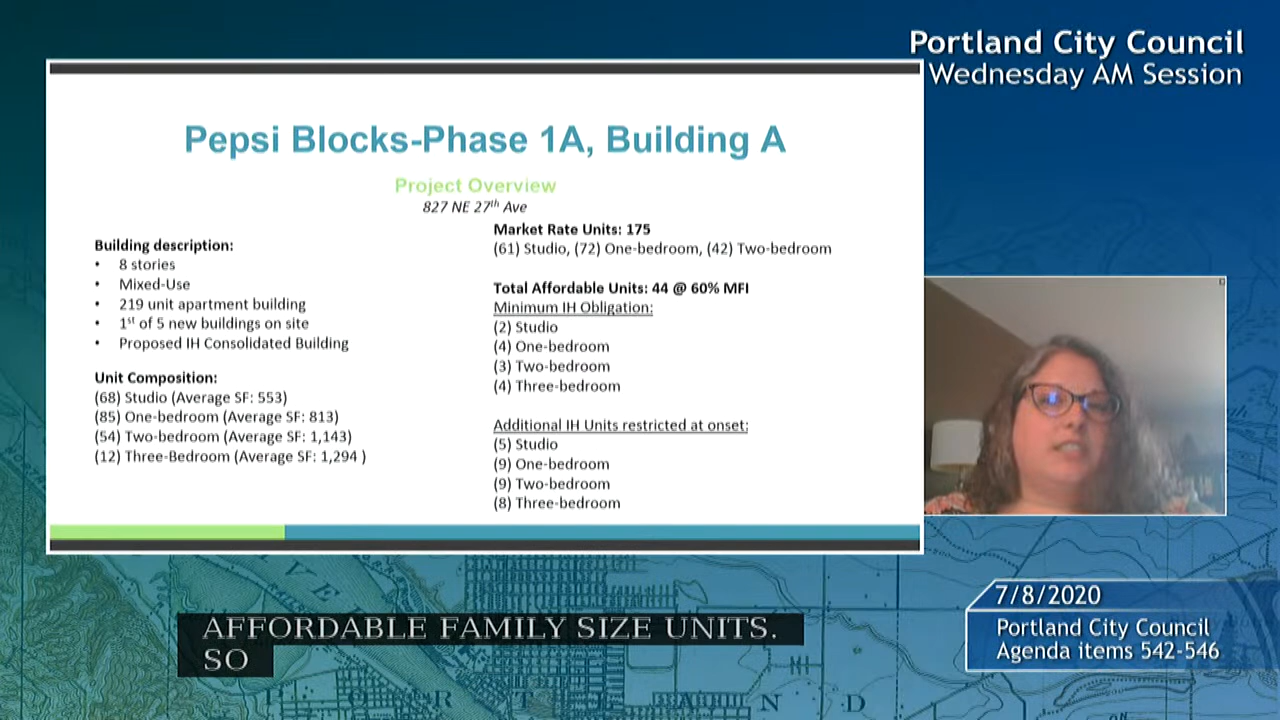 Portland City Council
Wednesday AM Session
Pepsi Blocks-Phase 1A, Building A
Project Overview
827 NE 27th Ave
Building description:
• 8 stories
• Mixed-Use
• 219 unit apartment building
• 1st of 5 new buildings on site
• Proposed IH Consolidated Building
Unit Composition:
(68) Studio (Average SF: 553)
(85) One-bedroom (Average SF: 813)
(54) Two-bedroom (Average SF: 1,143)
(12) Three-Bedroom (Average SF: 1,294 )
Market Rate Units: 175
(61) Studio, (72) One-bedroom, (42) Two-bedroom
Total Affordable Units: 44 @ 60% MFI
Minimum IH Obligation:
(2) Studio
(4) One-bedroom
(3) Two-bedroom
(4) Three-bedroom
Additional IH Units restricted at onset:
(5) Studio
(9) One-bedroom
(9) Two-bedroom
(8) Three-bedroom
7/8/2020
Portland City Council
Agenda items 542-546
AFFORDABLE FAMILY SIZE UNITS.
SO